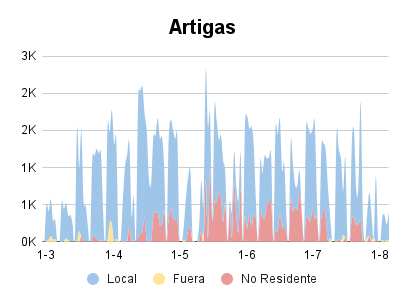 Artigas
3K
2K
2K
1K
1K
0K
1-3 1-4 1-5 1-6 1-7 1-8
Local Fuera No Residente